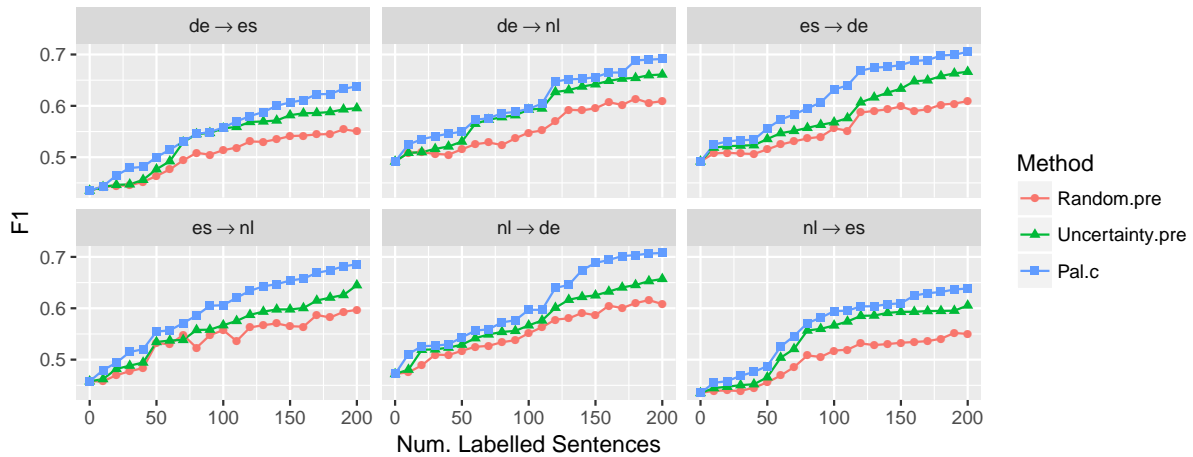 de → es
de → nl
es → de
0.7
0.6
0.5
es → nl
nl → de
nl → es
0.7
0.6
0.5
0 50 100 150 200
0 50 100 150 200
0 50 100 150 200
F1
Num. Labelled Sentences
Method
Random.pre
Uncertainty.pre
Pal.c